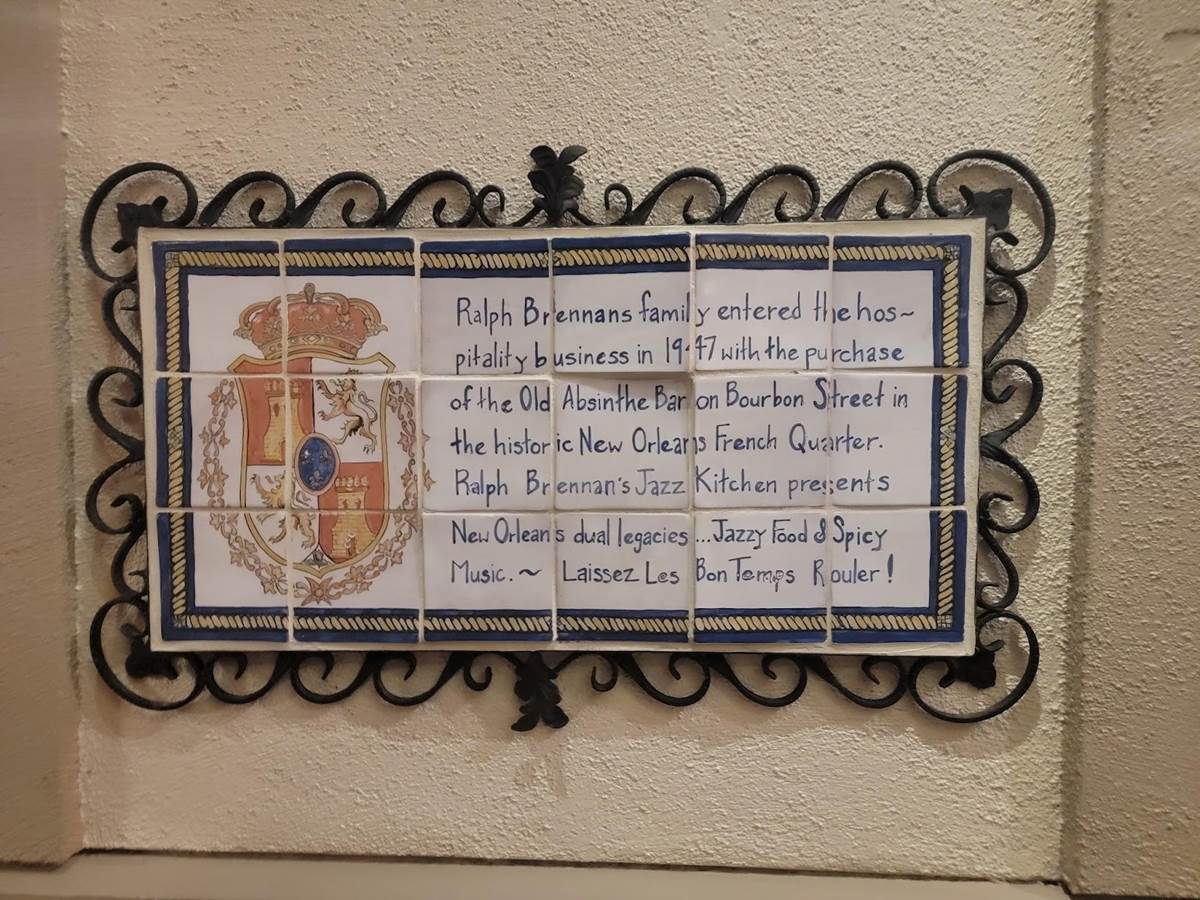 Ralph Brennans family entered the hos~
pitality business in 1947 with the purchase
of the Old Absinthe Bar on Bourbon Street in
the historic New Orleans French Quarter.
Ralph Brennan's Jazz Kitchen presents
New Orleans dual legacies...Jazzy Food & Spicy
Music.~ Laissez Les Bon Temps Rouler!